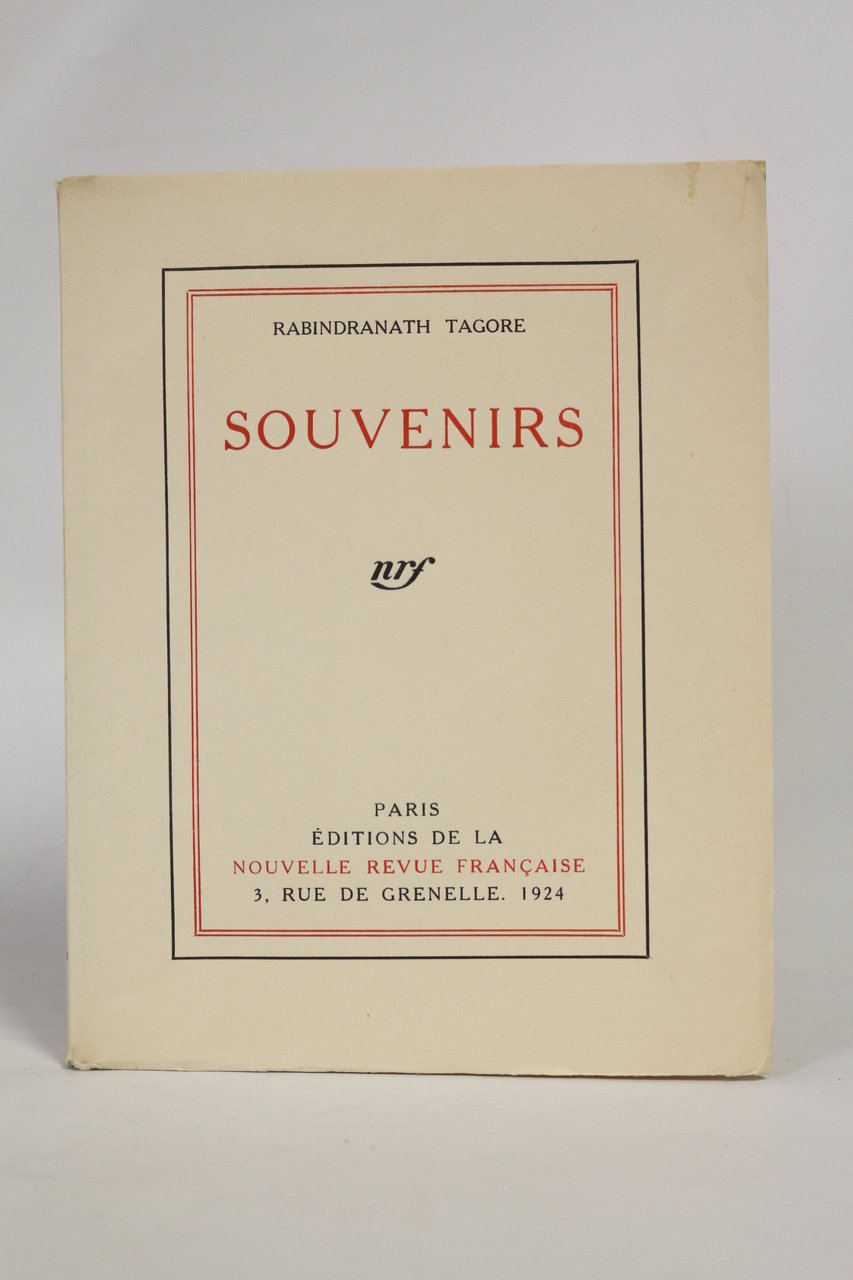 RABINDRANATH TAGORE
SOUVENIRS
nrf
PARIS
ÉDITIONS DE LA
NOUVELLE REVUE FRANÇAISE
3, RUE DE GRENELLE. 1924